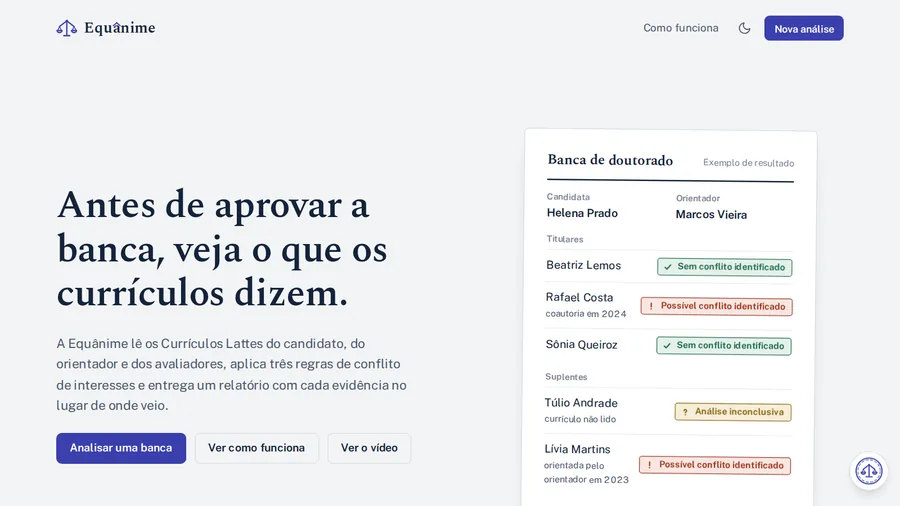 Equânime
Como funciona
Nova análise
Antes de aprovar a
banca, veja o que os
currículos dizem.
A Equânime lê os Currículos Lattes do candidato, do
orientador e dos avaliadores, aplica três regras de conflito
de interesses e entrega um relatório com cada evidência no
lugar de onde veio.
Analisar uma banca
Ver como funciona
Ver o vídeo
Banca de doutorado
Exemplo de resultado
Candidata
Helena Prado
Orientador
Marcos Vieira
Titulares
Beatriz Lemos
Sem conflito identificado
Rafael Costa
coautoria em 2024
! Possível conflito identificado
Sônia Queiroz
Sem conflito identificado
Suplentes
Túlio Andrade
currículo não lido
? Análise inconclusiva
Lívia Martins
orientada pelo
orientador em 2023
! Possível conflito identificado